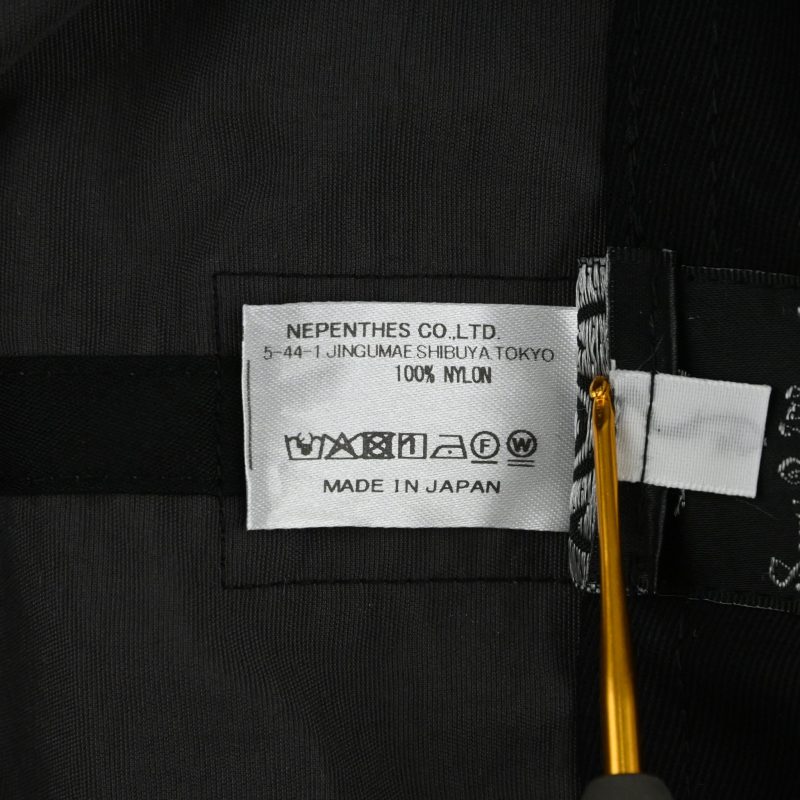 NEPENTHES CO.,LTD.
5-44-1 JINGUMAE SHIBUYA TOKYO
100% NYLON
F W
MADE IN JAPAN